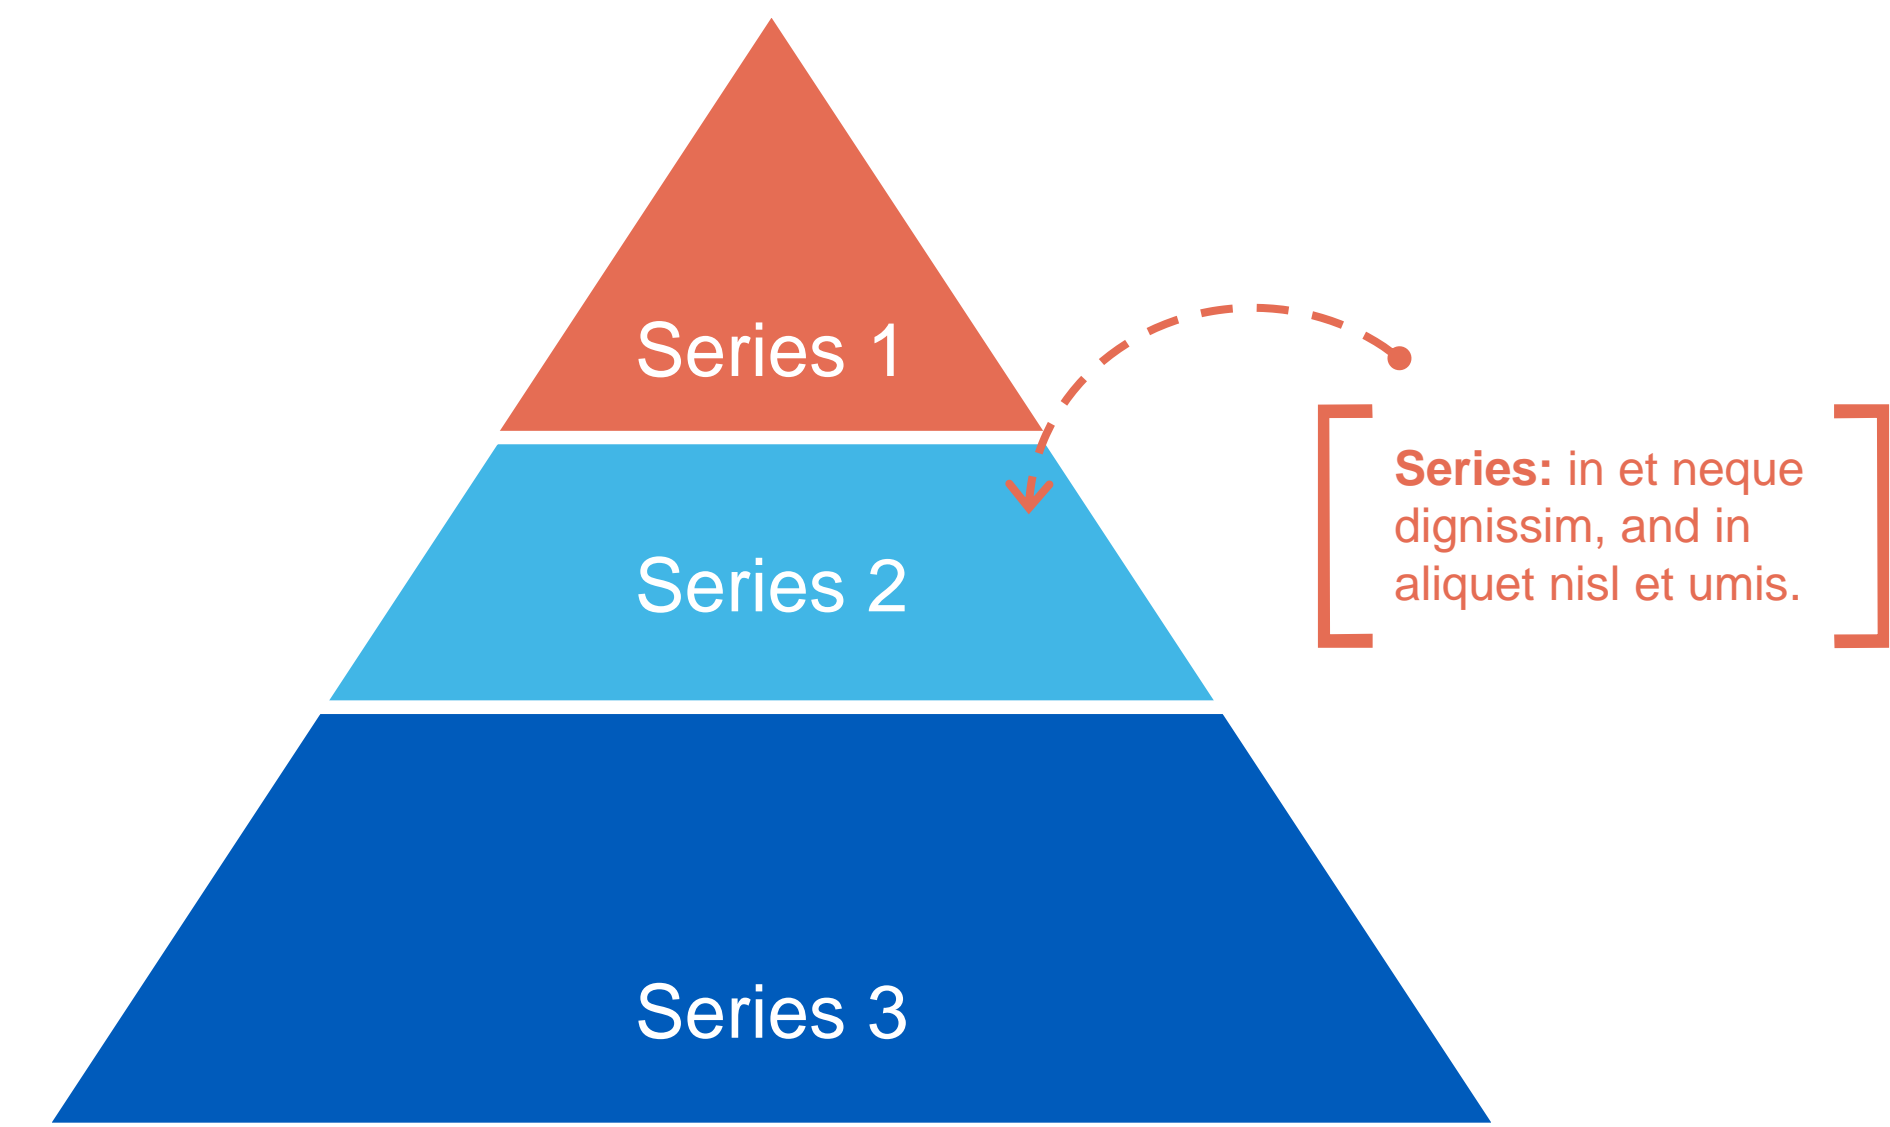 Series 1
Series 2
Series 3
Series: in et neque
dignissim, and in
aliquet nisl et umis.